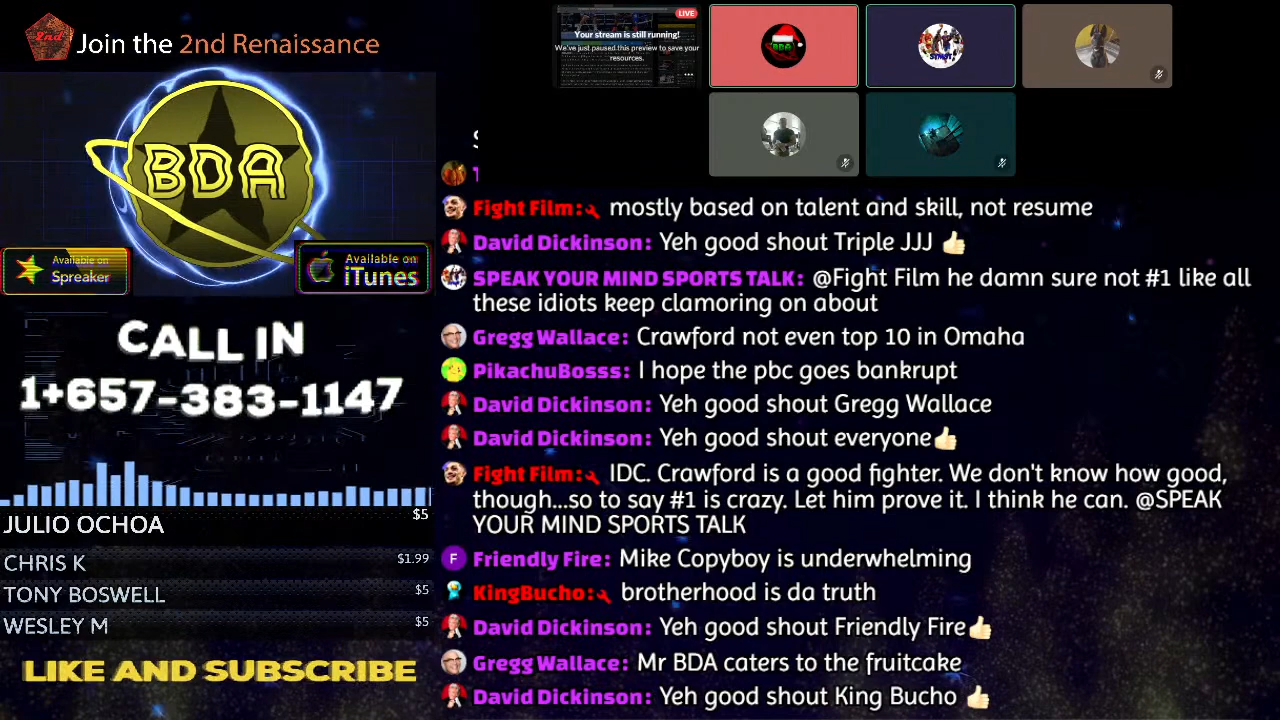 2nd
Join the 2nd Renaissance
BDA
Available on
Spreaker
Available on
iTunes
CALL IN
1+657-383-1147
JULIO OCHOA $5
CHRIS K $1.99
TONY BOSWELL $5
WESLEY M $5
LIKE AND SUBSCRIBE
LIVE
Your stream is still running!
We've just paused this preview to save your
resources.
BDA
Fight Film: mostly based on talent and skill, not resume
David Dickinson: Yeh good shout Triple JJJ 👍🏻
SPEAK YOUR MIND SPORTS TALK: @Fight Film he damn sure not #1 like all
these idiots keep clamoring on about
Gregg Wallace: Crawford not even top 10 in Omaha
PikachuBosss: I hope the pbc goes bankrupt
David Dickinson: Yeh good shout Gregg Wallace
David Dickinson: Yeh good shout everyone👍🏻
Fight Film: IDC. Crawford is a good fighter. We don't know how good,
though...so to say #1 is crazy. Let him prove it. I think he can. @SPEAK
YOUR MIND SPORTS TALK
F Friendly Fire: Mike Copyboy is underwhelming
KingBucho: brotherhood is da truth
David Dickinson: Yeh good shout Friendly Fire👍🏻
Gregg Wallace: Mr BDA caters to the fruitcake
David Dickinson: Yeh good shout King Bucho 👍🏻